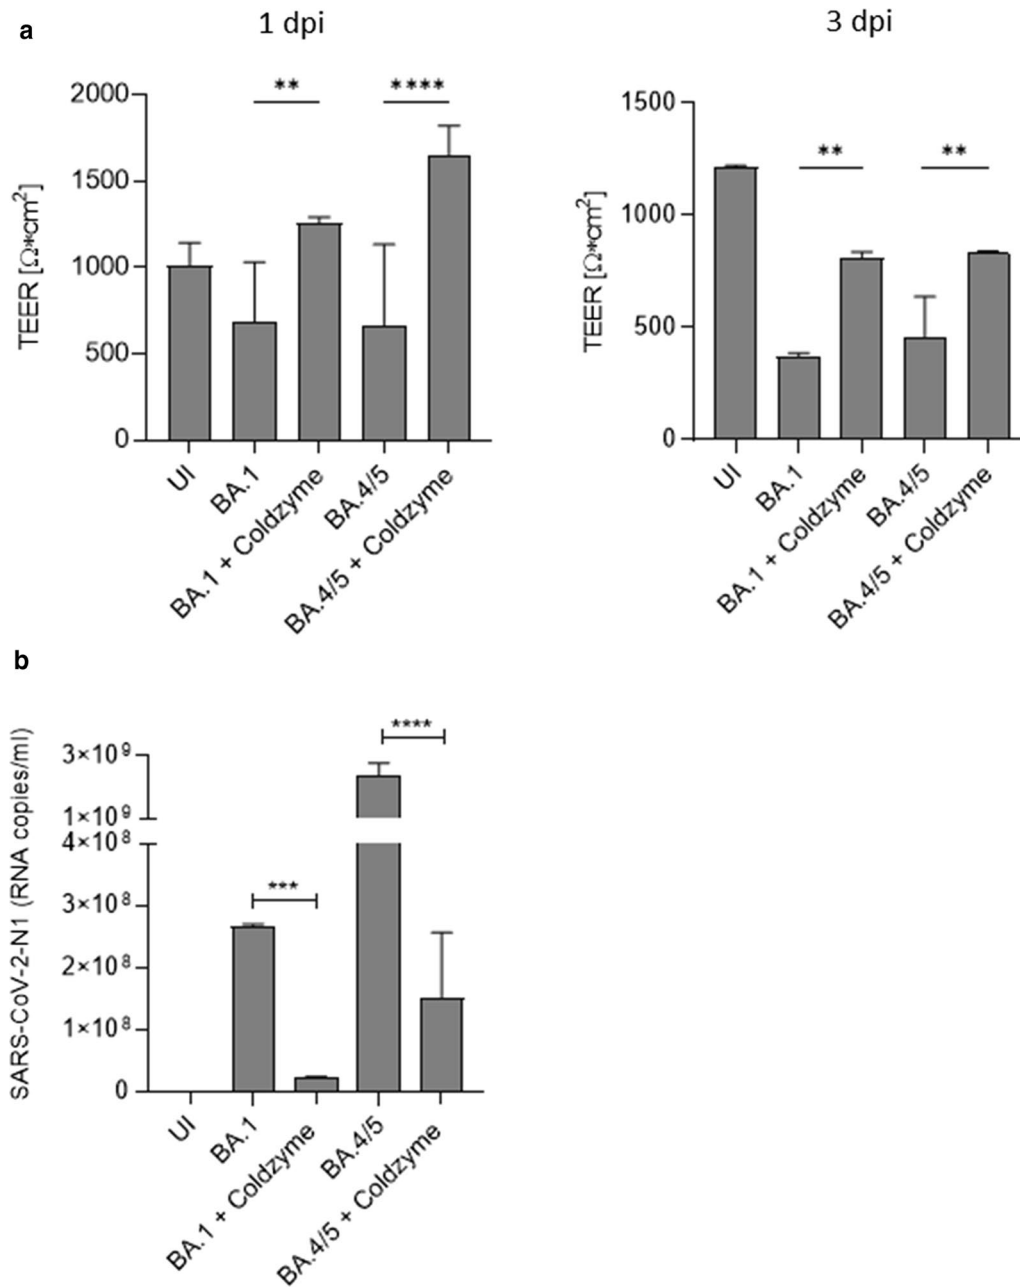 a
1 dpi
3 dpi
TEER [Ω*cm²]
2000
1500
1000
500
0
**
****
UI
BA.1
BA.1 + Coldzyme
BA.4/5
BA.4/5 + Coldzyme
TEER [Ω*cm²]
1500
1000
500
0
**
**
UI
BA.1
BA.1 + Coldzyme
BA.4/5
BA.4/5 + Coldzyme
b
SARS-CoV-2-N1 (RNA copies/ml)
3×10⁹
1×10⁹
4×10⁸
3×10⁸
2×10⁸
1×10⁸
0
***
****
UI
BA.1
BA.1 + Coldzyme
BA.4/5
BA.4/5 + Coldzyme